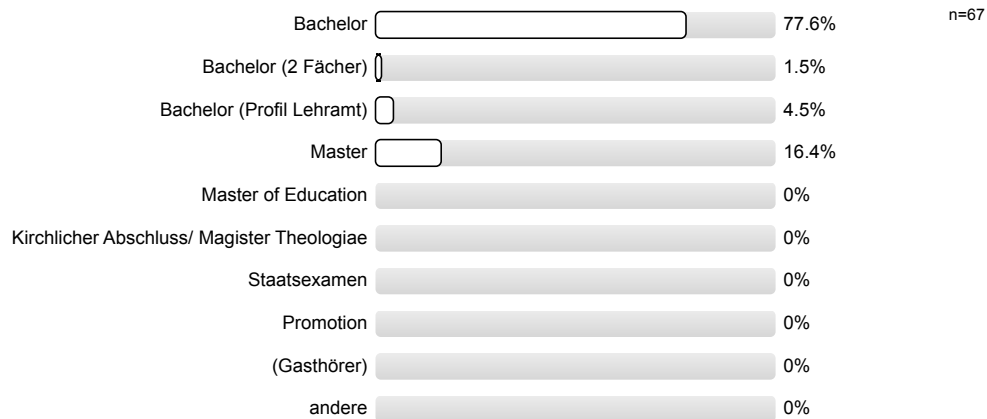 Bachelor 77.6% n=67
Bachelor (2 Fächer) 1.5%
Bachelor (Profil Lehramt) 4.5%
Master 16.4%
Master of Education 0%
Kirchlicher Abschluss/ Magister Theologiae 0%
Staatsexamen 0%
Promotion 0%
(Gasthörer) 0%
andere 0%